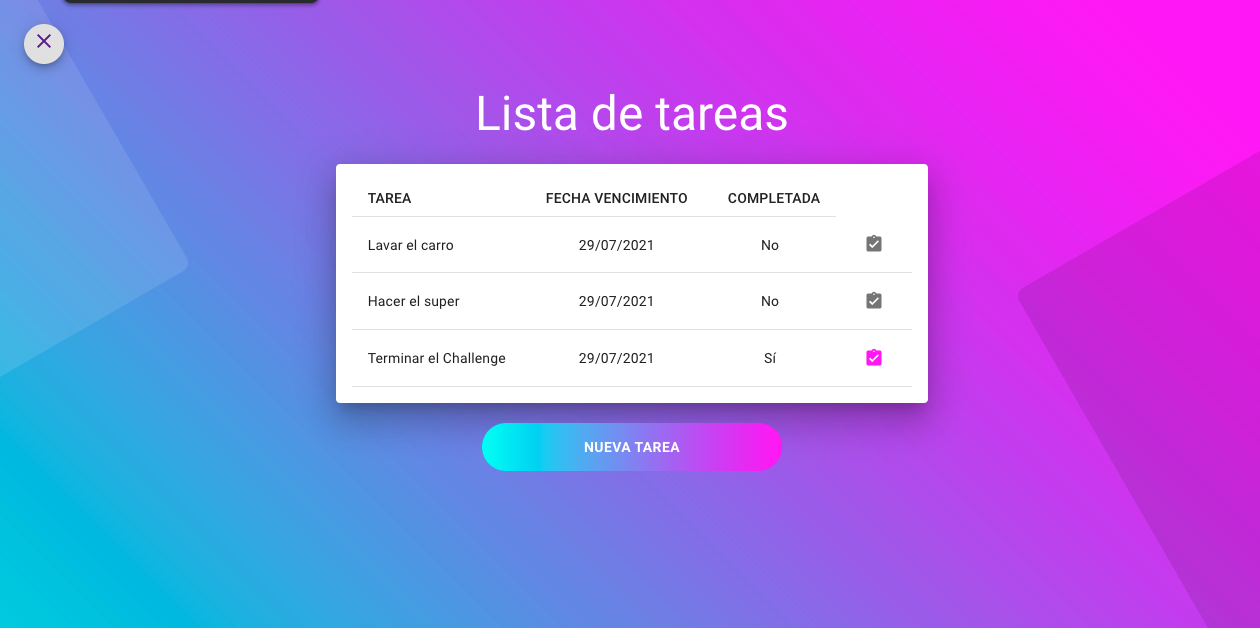 Lista de tareas
TAREA FECHA VENCIMIENTO COMPLETADA
Lavar el carro 29/07/2021 No
Hacer el super 29/07/2021 No
Terminar el Challenge 29/07/2021 Sí
NUEVA TAREA